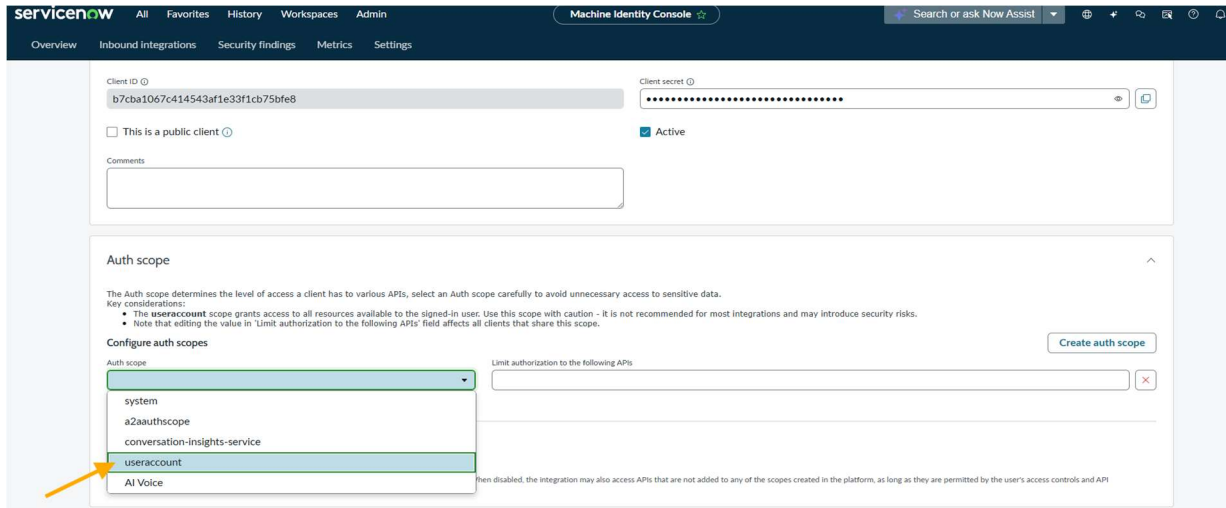 servicenow All Favorites History Workspaces Admin Machine Identity Console Search or ask Now Assist
Overview Inbound integrations Security findings Metrics Settings
Client ID Client secret
b7cba1067c414543af1e33f1cb75bfe8 ••••••••••••••••••••••••••••••••
This is a public client Active
Comments
Auth scope
The Auth scope determines the level of access a client has to various APIs, select an Auth scope carefully to avoid unnecessary access to sensitive data.
Key considerations:
• The useraccount scope grants access to all resources available to the signed-in user. Use this scope with caution - it is not recommended for most integrations and may introduce security risks.
• Note that editing the value in 'Limit authorization to the following APIs' field affects all clients that share this scope.
Configure auth scopes Create auth scope
Auth scope Limit authorization to the following APIs
system
a2aauthscope
conversation-insights-service
useraccount
AI Voice
disabled, the integration may also access APIs that are not added to any of the scopes created in the platform, as long as they are permitted by the user's access controls and API